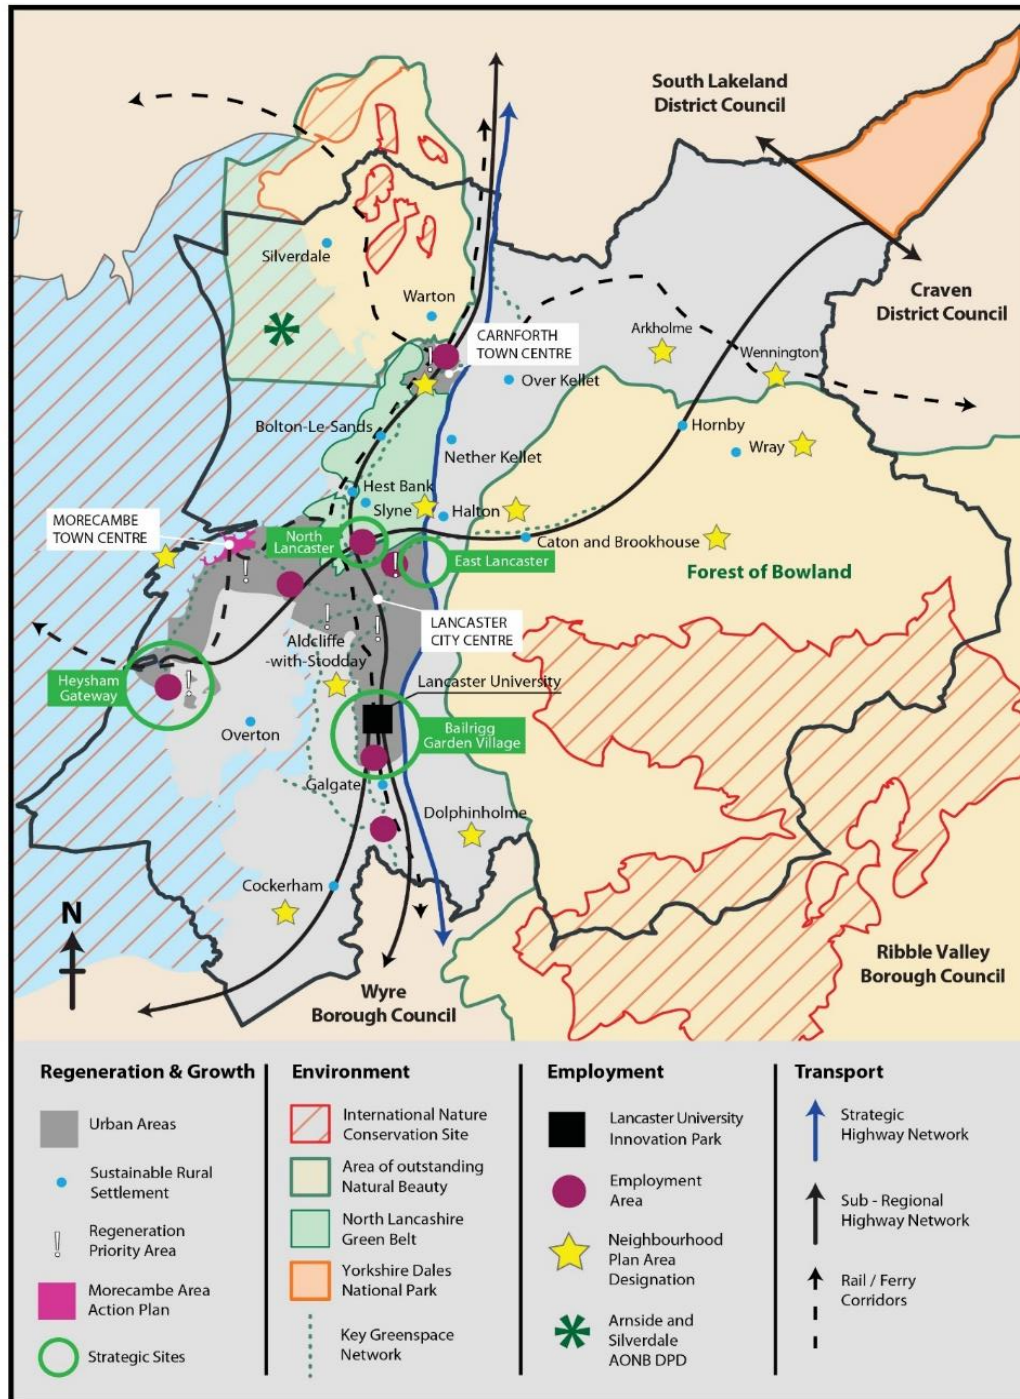 South Lakeland
District Council
Silverdale
Warton
Craven
District Council
CARNFORTH
TOWN CENTRE
Arkholme
Wennington
Over Kellet
Bolton-Le-Sands
Hornby
Nether Kellet
Wray
Hest Bank
Slyne
Halton
MORECAMBE
TOWN CENTRE
North
Lancaster
East Lancaster
Caton and Brookhouse
Forest of Bowland
LANCASTER
CITY CENTRE
Aldcliffe
-with-Stodday
Heysham
Gateway
Lancaster University
Overton
Bailrigg
Garden Village
Galgate
Dolphinholme
Cockerham
N
Wyre
Borough Council
Ribble Valley
Borough Council
Regeneration & Growth
Urban Areas
Sustainable Rural
Settlement
Regeneration
Priority Area
Morecambe Area
Action Plan
Strategic Sites
Environment
International Nature
Conservation Site
Area of outstanding
Natural Beauty
North Lancashire
Green Belt
Yorkshire Dales
National Park
Key Greenspace
Network
Employment
Lancaster University
Innovation Park
Employment
Area
Neighbourhood
Plan Area
Designation
Arnside and
Silverdale
AONB DPD
Transport
Strategic
Highway Network
Sub - Regional
Highway Network
Rail / Ferry
Corridors